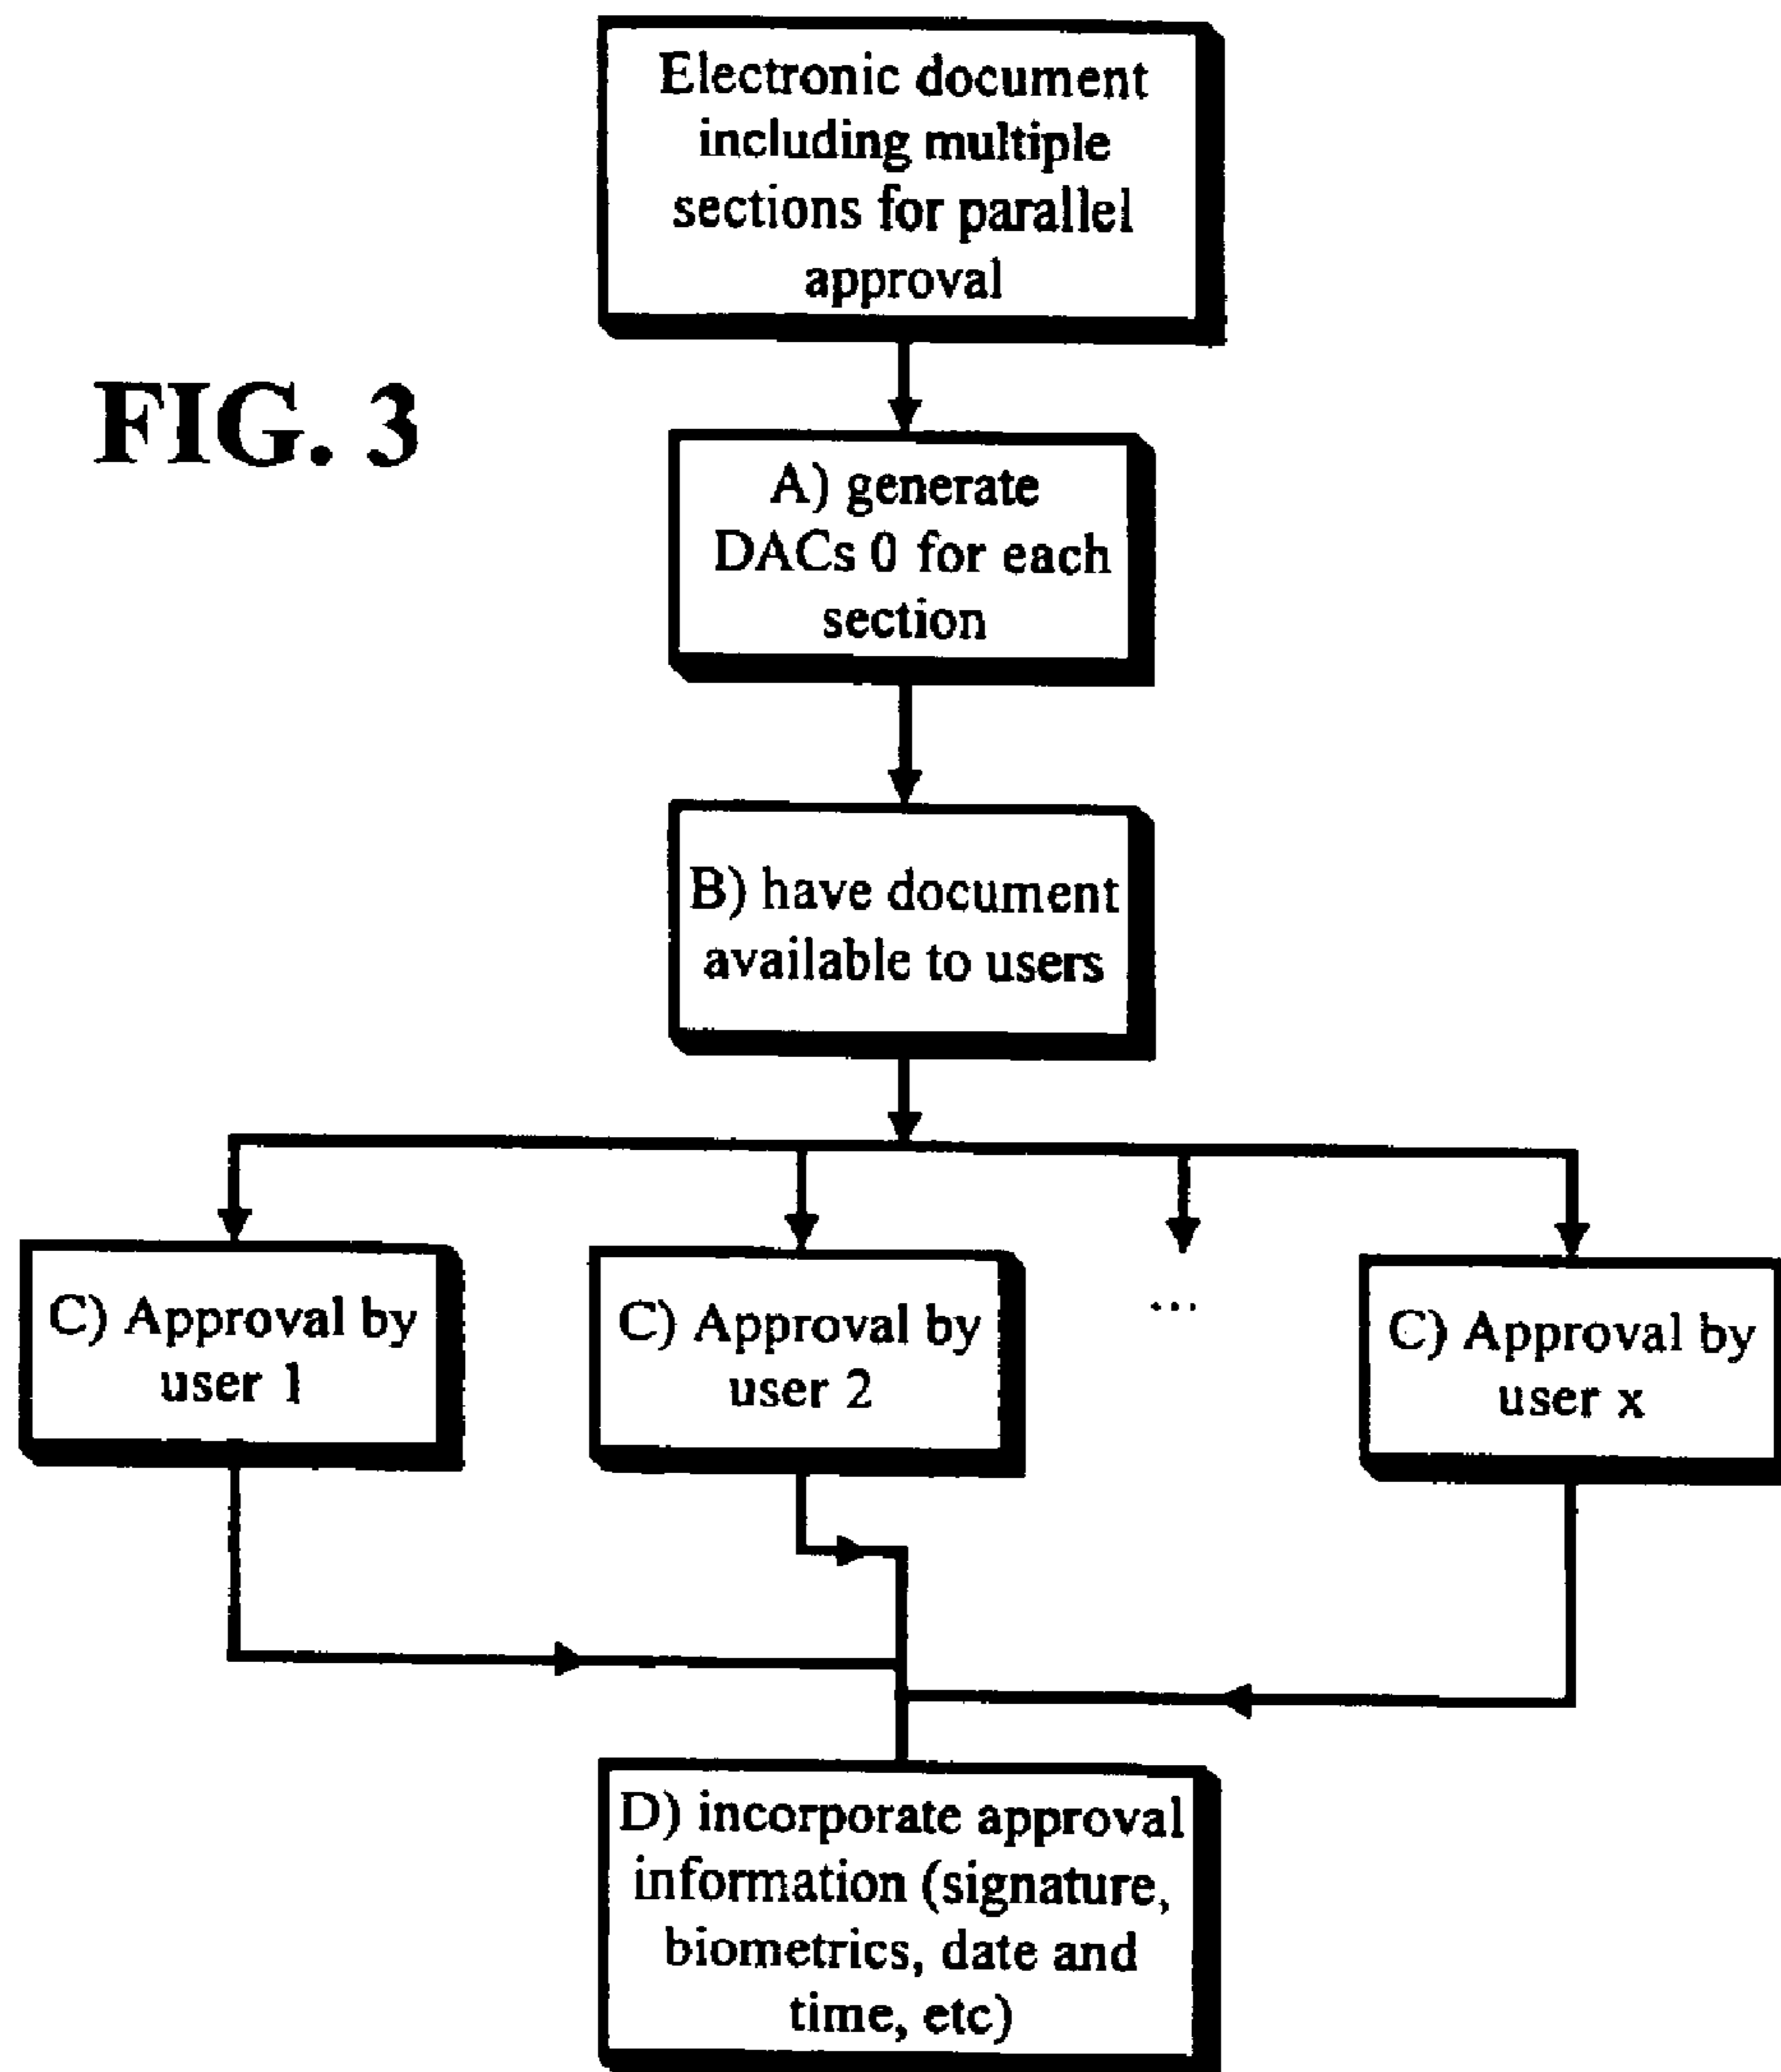 Electronic document
including multiple
sections for parallel
approval
FIG. 3
A) generate
DACs 0 for each
section
B) have document
available to users
C) Approval by
user 1
C) Approval by
user 2
...
C) Approval by
user x
D) incorporate approval
information (signature,
biometrics, date and
time, etc)